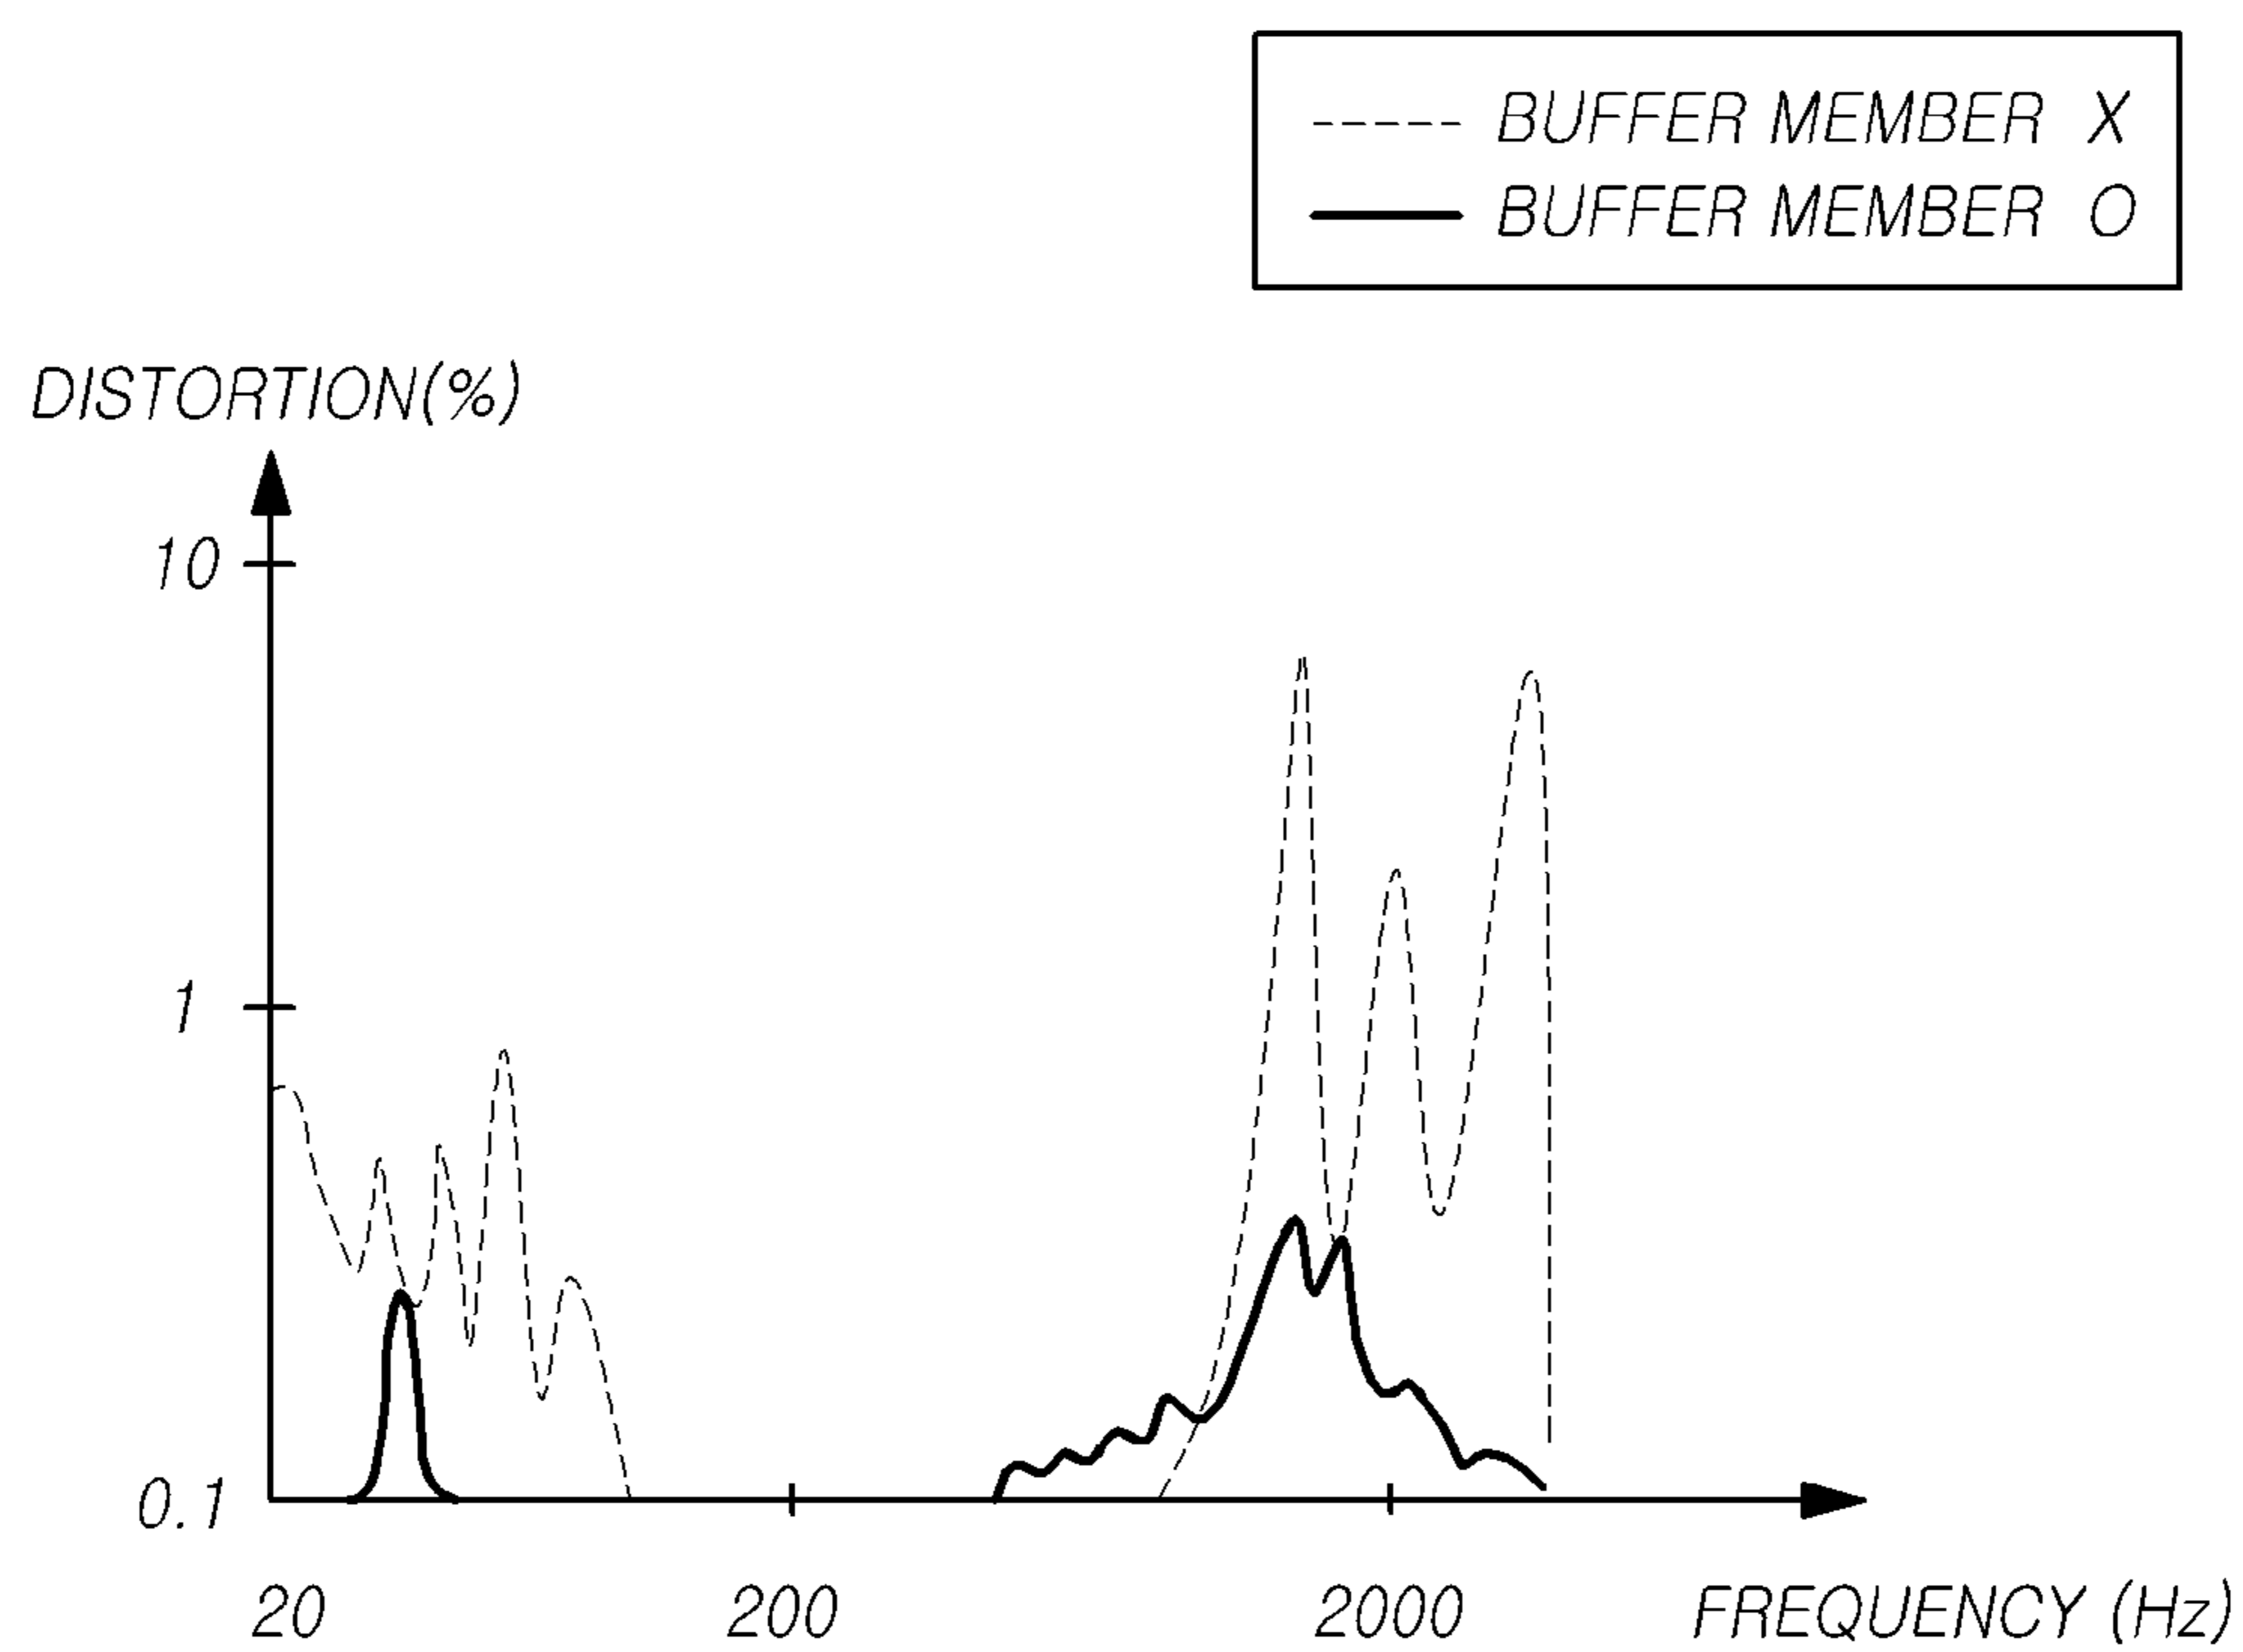 BUFFER MEMBER X
BUFFER MEMBER O
DISTORTION(%)
10
1
0.1
20 200 2000 FREQUENCY (Hz)